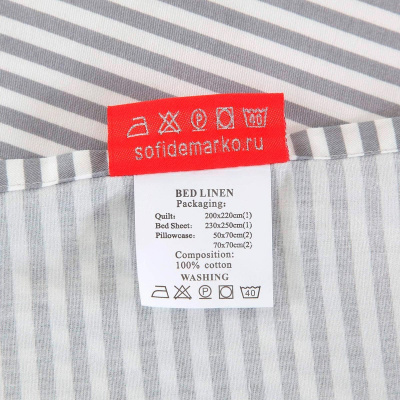 40
sofidemarko.ru
BED LINEN
Packaging:
Quilt: 200x220cm(1)
Bed Sheet: 230x250cm(1)
Pillowcase: 50x70cm(2)
70x70cm(2)
Composition:
100% cotton
WASHING
P 40